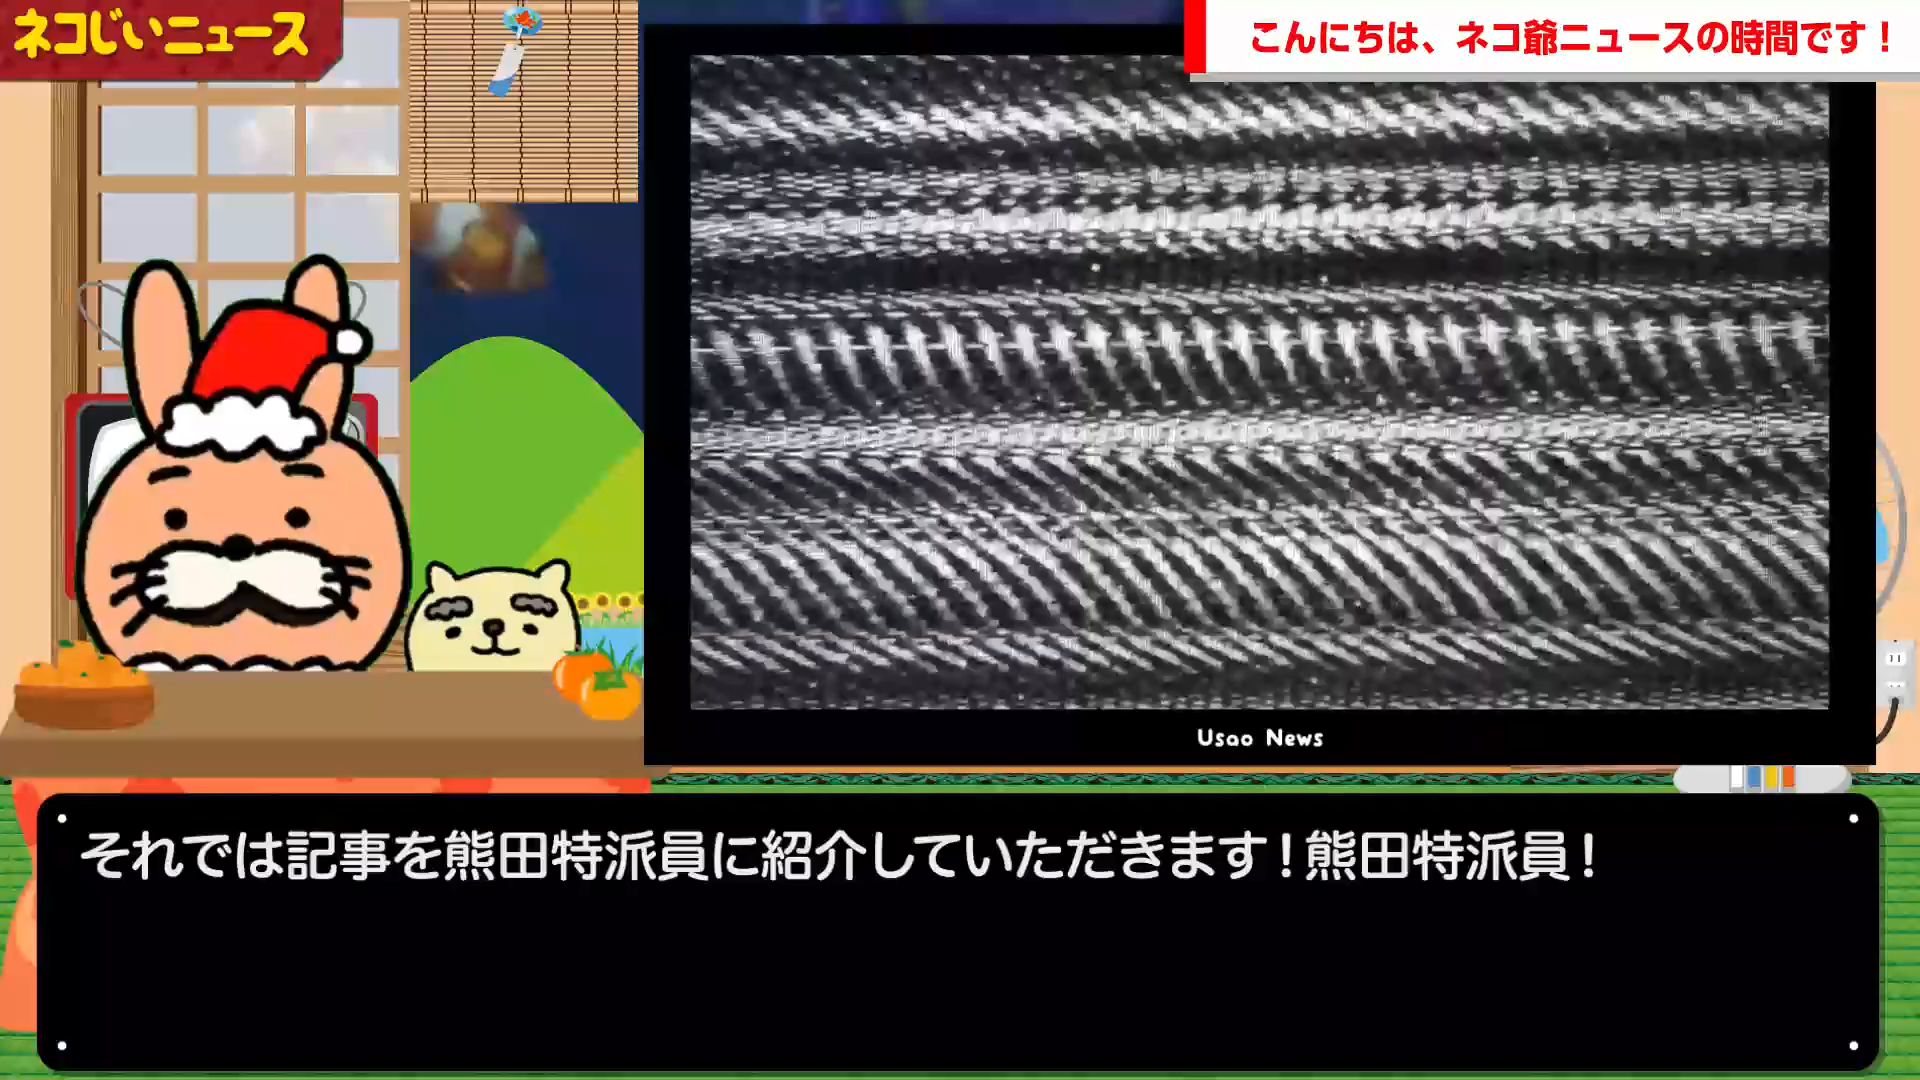 ネコじいニュース
こんにちは、ネコ爺ニュースの時間です！
Usao News
それでは記事を熊田特派員に紹介していただきます！熊田特派員！